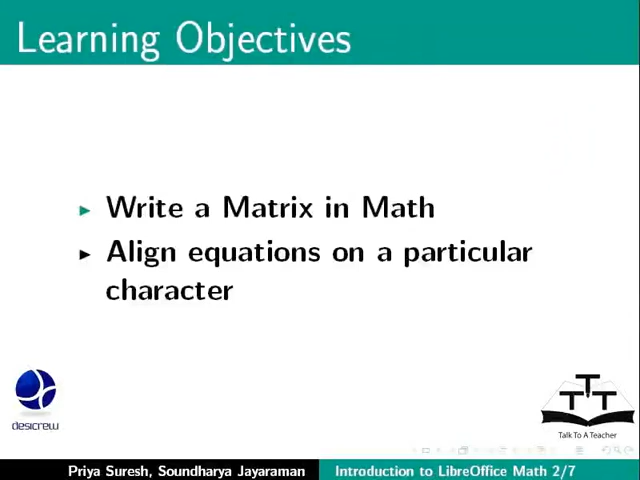 Learning Objectives
Write a Matrix in Math
Align equations on a particular
character
desicrew
TTT
Talk To A Teacher
Priya Suresh, Soundharya Jayaraman Introduction to LibreOffice Math 2/7